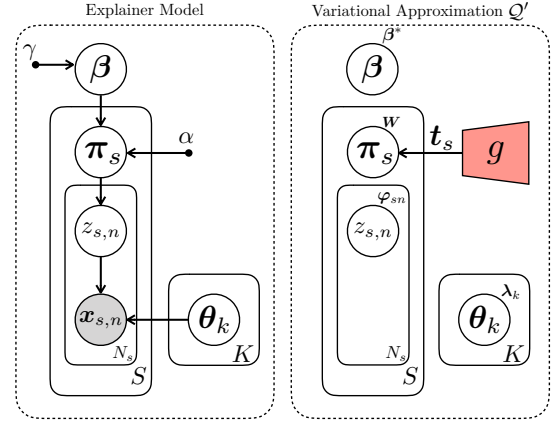 Explainer Model
γ
β
π_s
α
z_{s,n}
x_{s,n}
θ_k
N_s
K
S
Variational Approximation Q′
β*
β
W
π_s
t_s
g
φ_{sn}
z_{s,n}
λ_k
θ_k
N_s
K
S